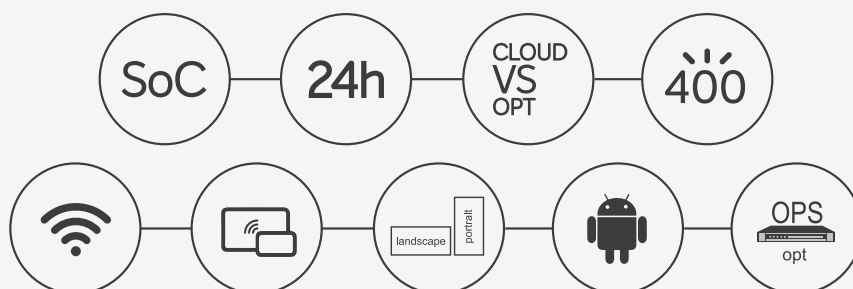 SoC
24h
CLOUD
VS
OPT
400
landscape
portrait
OPS
opt